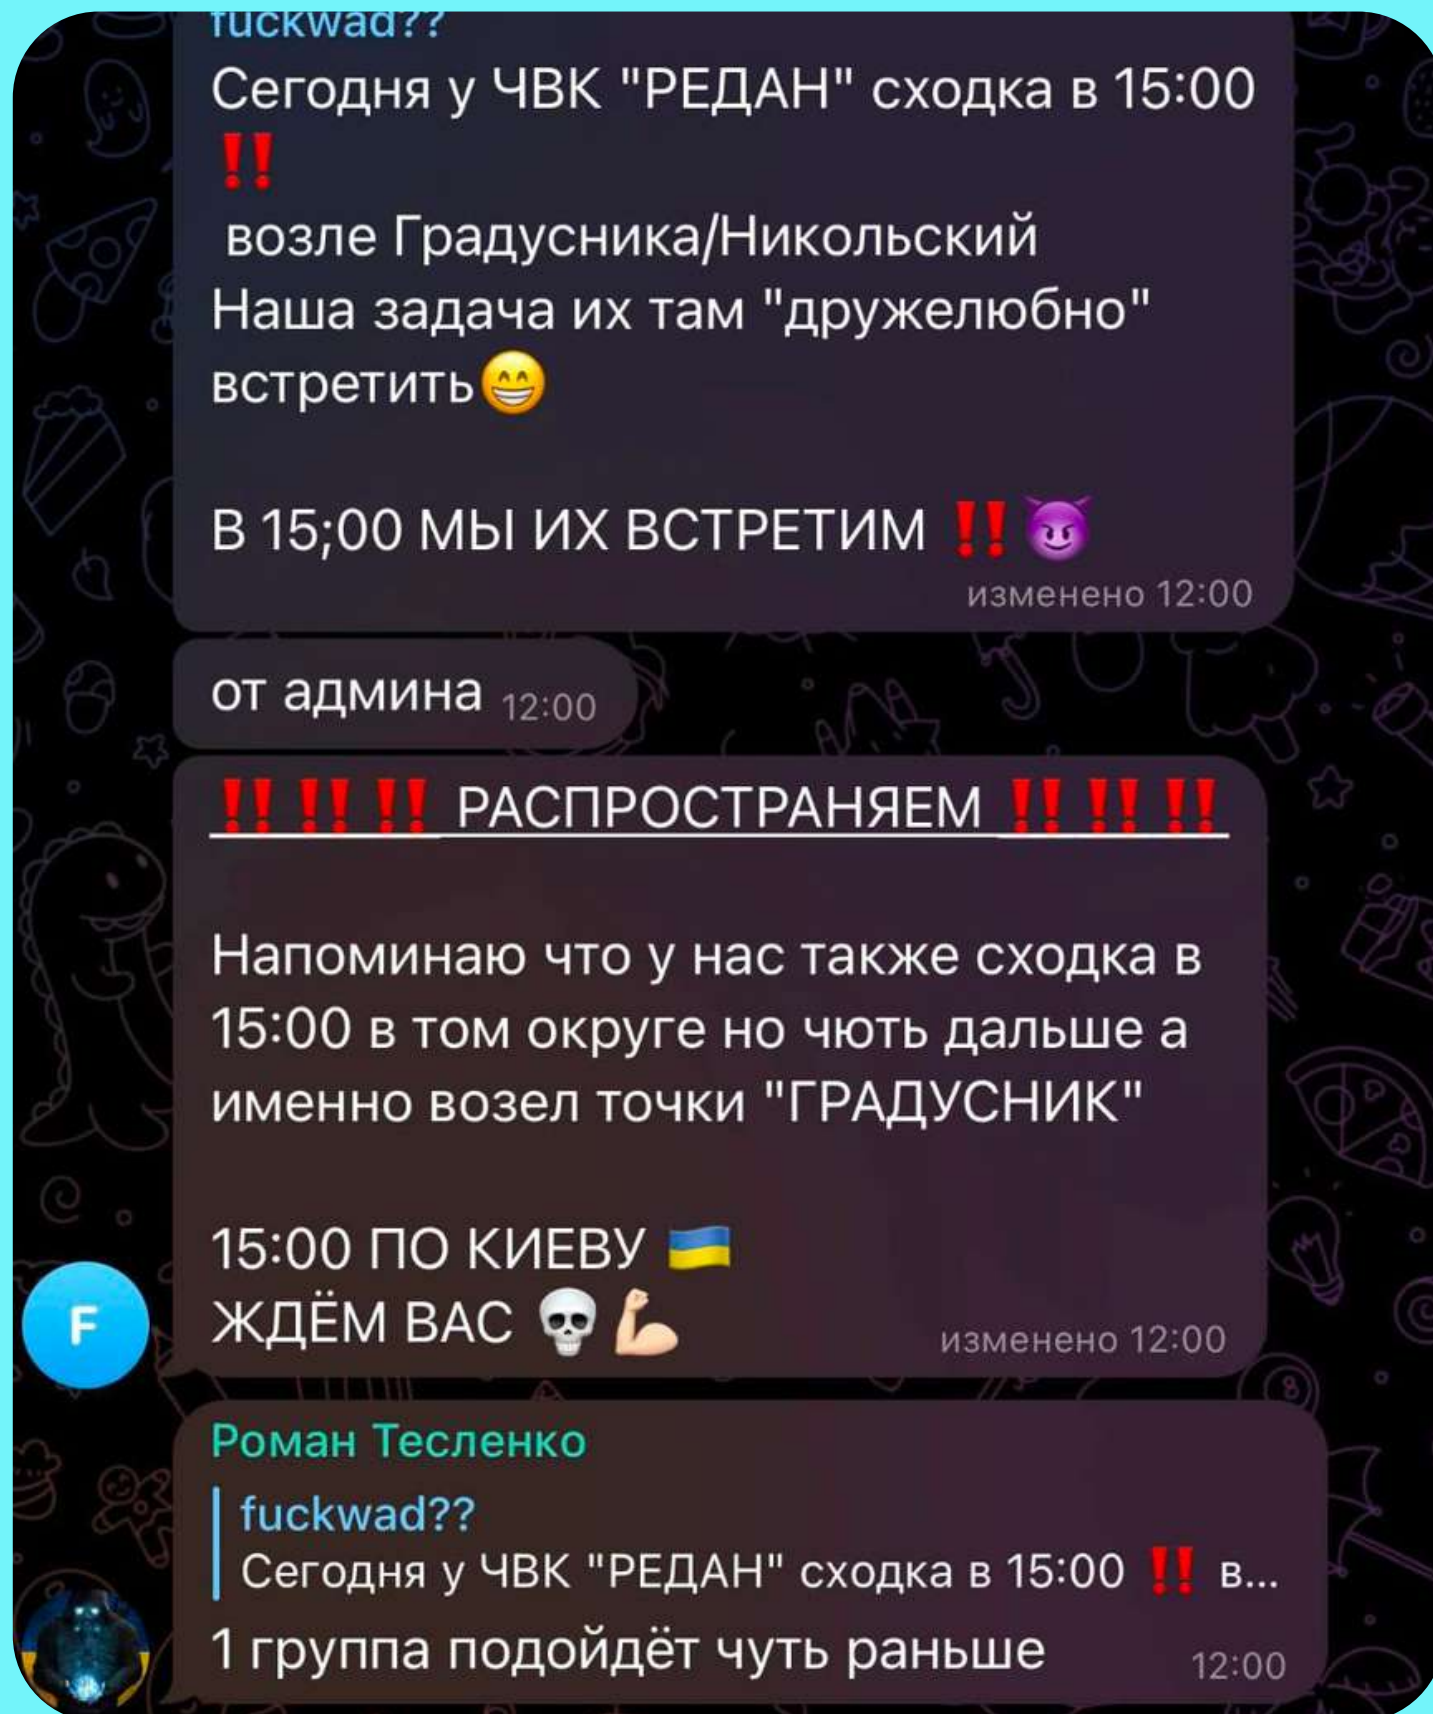 fuckwad??
Сегодня у ЧВК "РЕДАН" сходка в 15:00
‼️
возле Градусника/Никольский
Наша задача их там "дружелюбно"
встретить😁
В 15;00 МЫ ИХ ВСТРЕТИМ ‼️😈
изменено 12:00
от админа 12:00
‼️‼️‼️ РАСПРОСТРАНЯЕМ ‼️‼️‼️
Напоминаю что у нас также сходка в
15:00 в том округе но чють дальше а
именно возел точки "ГРАДУСНИК"
15:00 ПО КИЕВУ 🇺🇦
ЖДЁМ ВАС 💀💪🏻
изменено 12:00
F
Роман Тесленко
fuckwad??
Сегодня у ЧВК "РЕДАН" сходка в 15:00 ‼️ в...
1 группа подойдёт чуть раньше 12:00